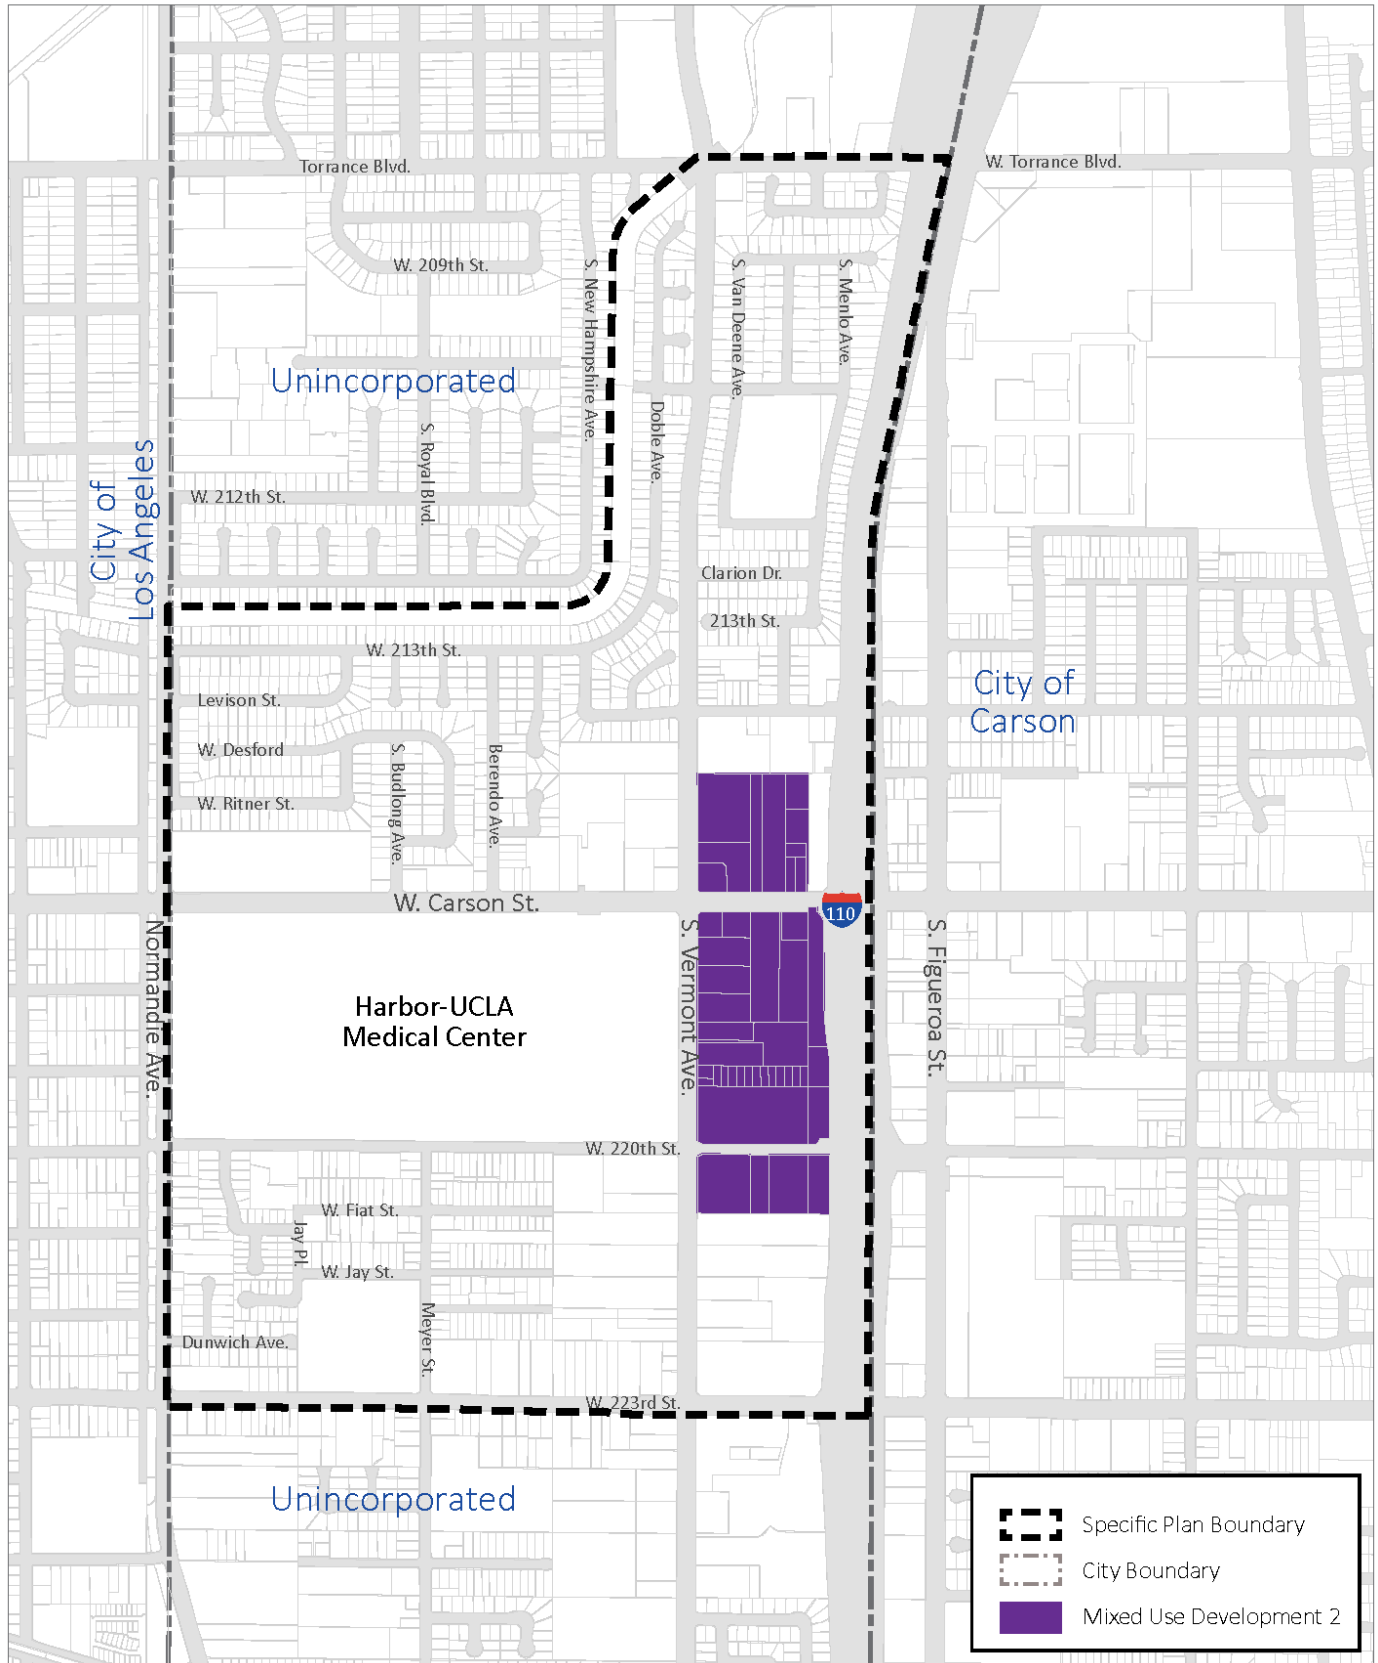 Torrance Blvd.
W. Torrance Blvd.
W. 209th St.
S. New Hampshire Ave.
S. Van Deene Ave.
S. Menlo Ave.
Unincorporated
Doble Ave.
S. Royal Blvd.
City of
Los Angeles
W. 212th St.
Clarion Dr.
213th St.
W. 213th St.
City of
Carson
Levison St.
W. Desford
S. Budlong Ave.
Berendo Ave.
W. Ritner St.
W. Carson St.
110
Normandie Ave.
S. Vermont Ave.
S. Figueroa St.
Harbor-UCLA
Medical Center
W. 220th St.
W. Fiat St.
Jay Pl.
W. Jay St.
Meyer St.
Dunwich Ave.
W. 223rd St.
Unincorporated
Specific Plan Boundary
City Boundary
Mixed Use Development 2